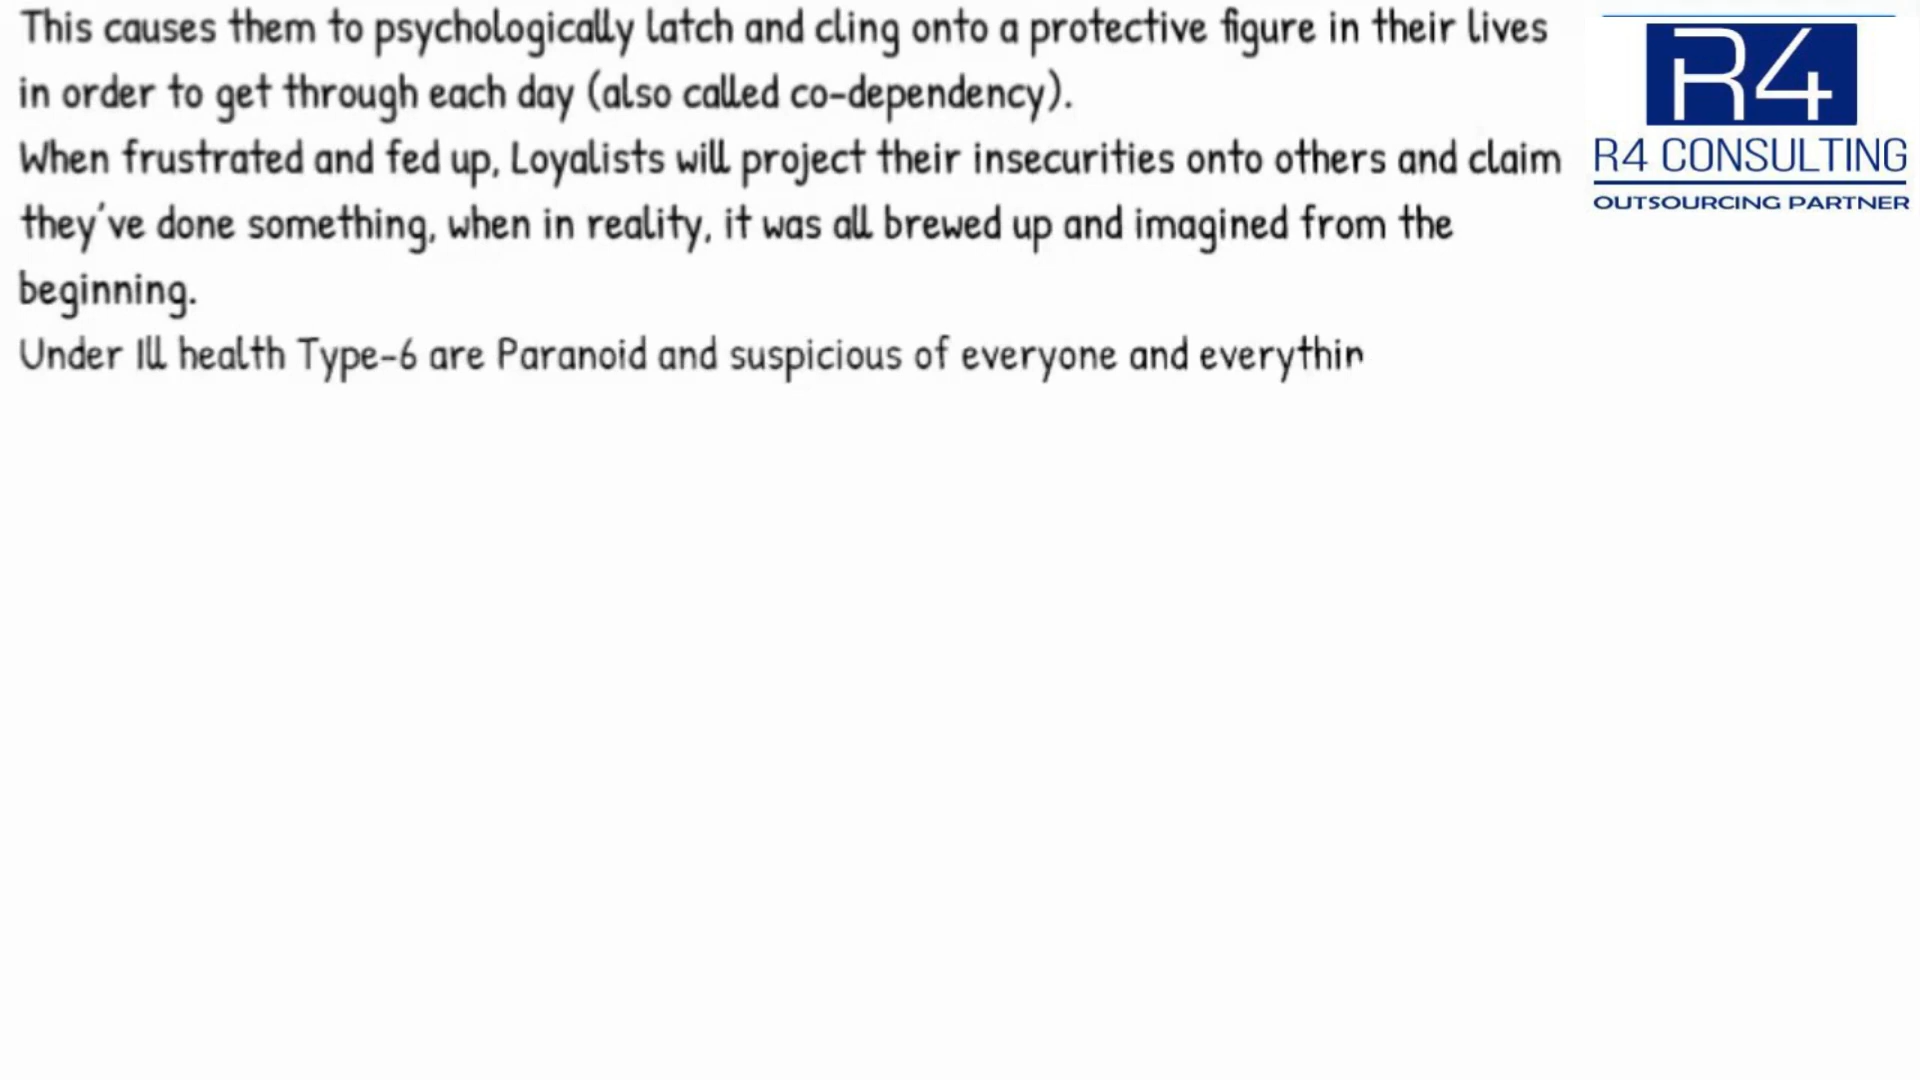 This causes them to psychologically latch and cling onto a protective figure in their lives
in order to get through each day (also called co-dependency).
When frustrated and fed up, Loyalists will project their insecurities onto others and claim
they've done something, when in reality, it was all brewed up and imagined from the
beginning.
Under Ill health Type-6 are Paranoid and suspicious of everyone and everythin
R4
R4 CONSULTING
OUTSOURCING PARTNER